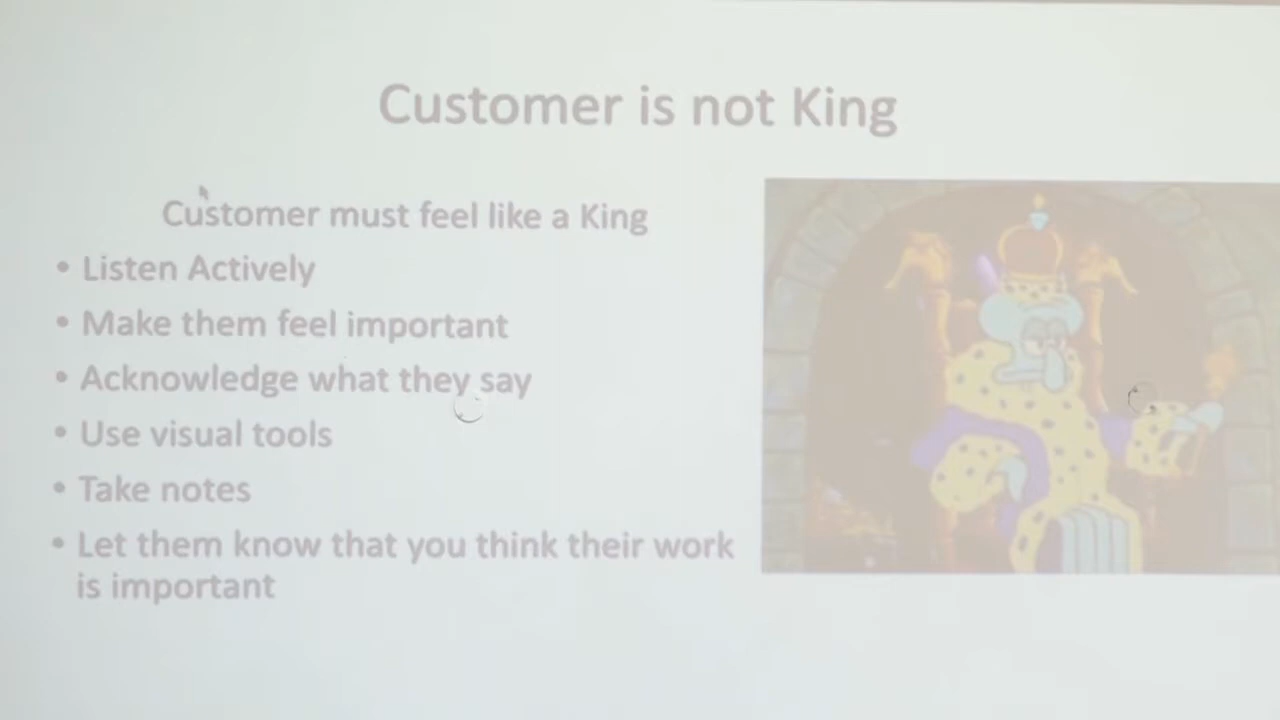 Customer is not King
Customer must feel like a King
• Listen Actively
• Make them feel important
• Acknowledge what they say
• Use visual tools
• Take notes
• Let them know that you think their work
is important